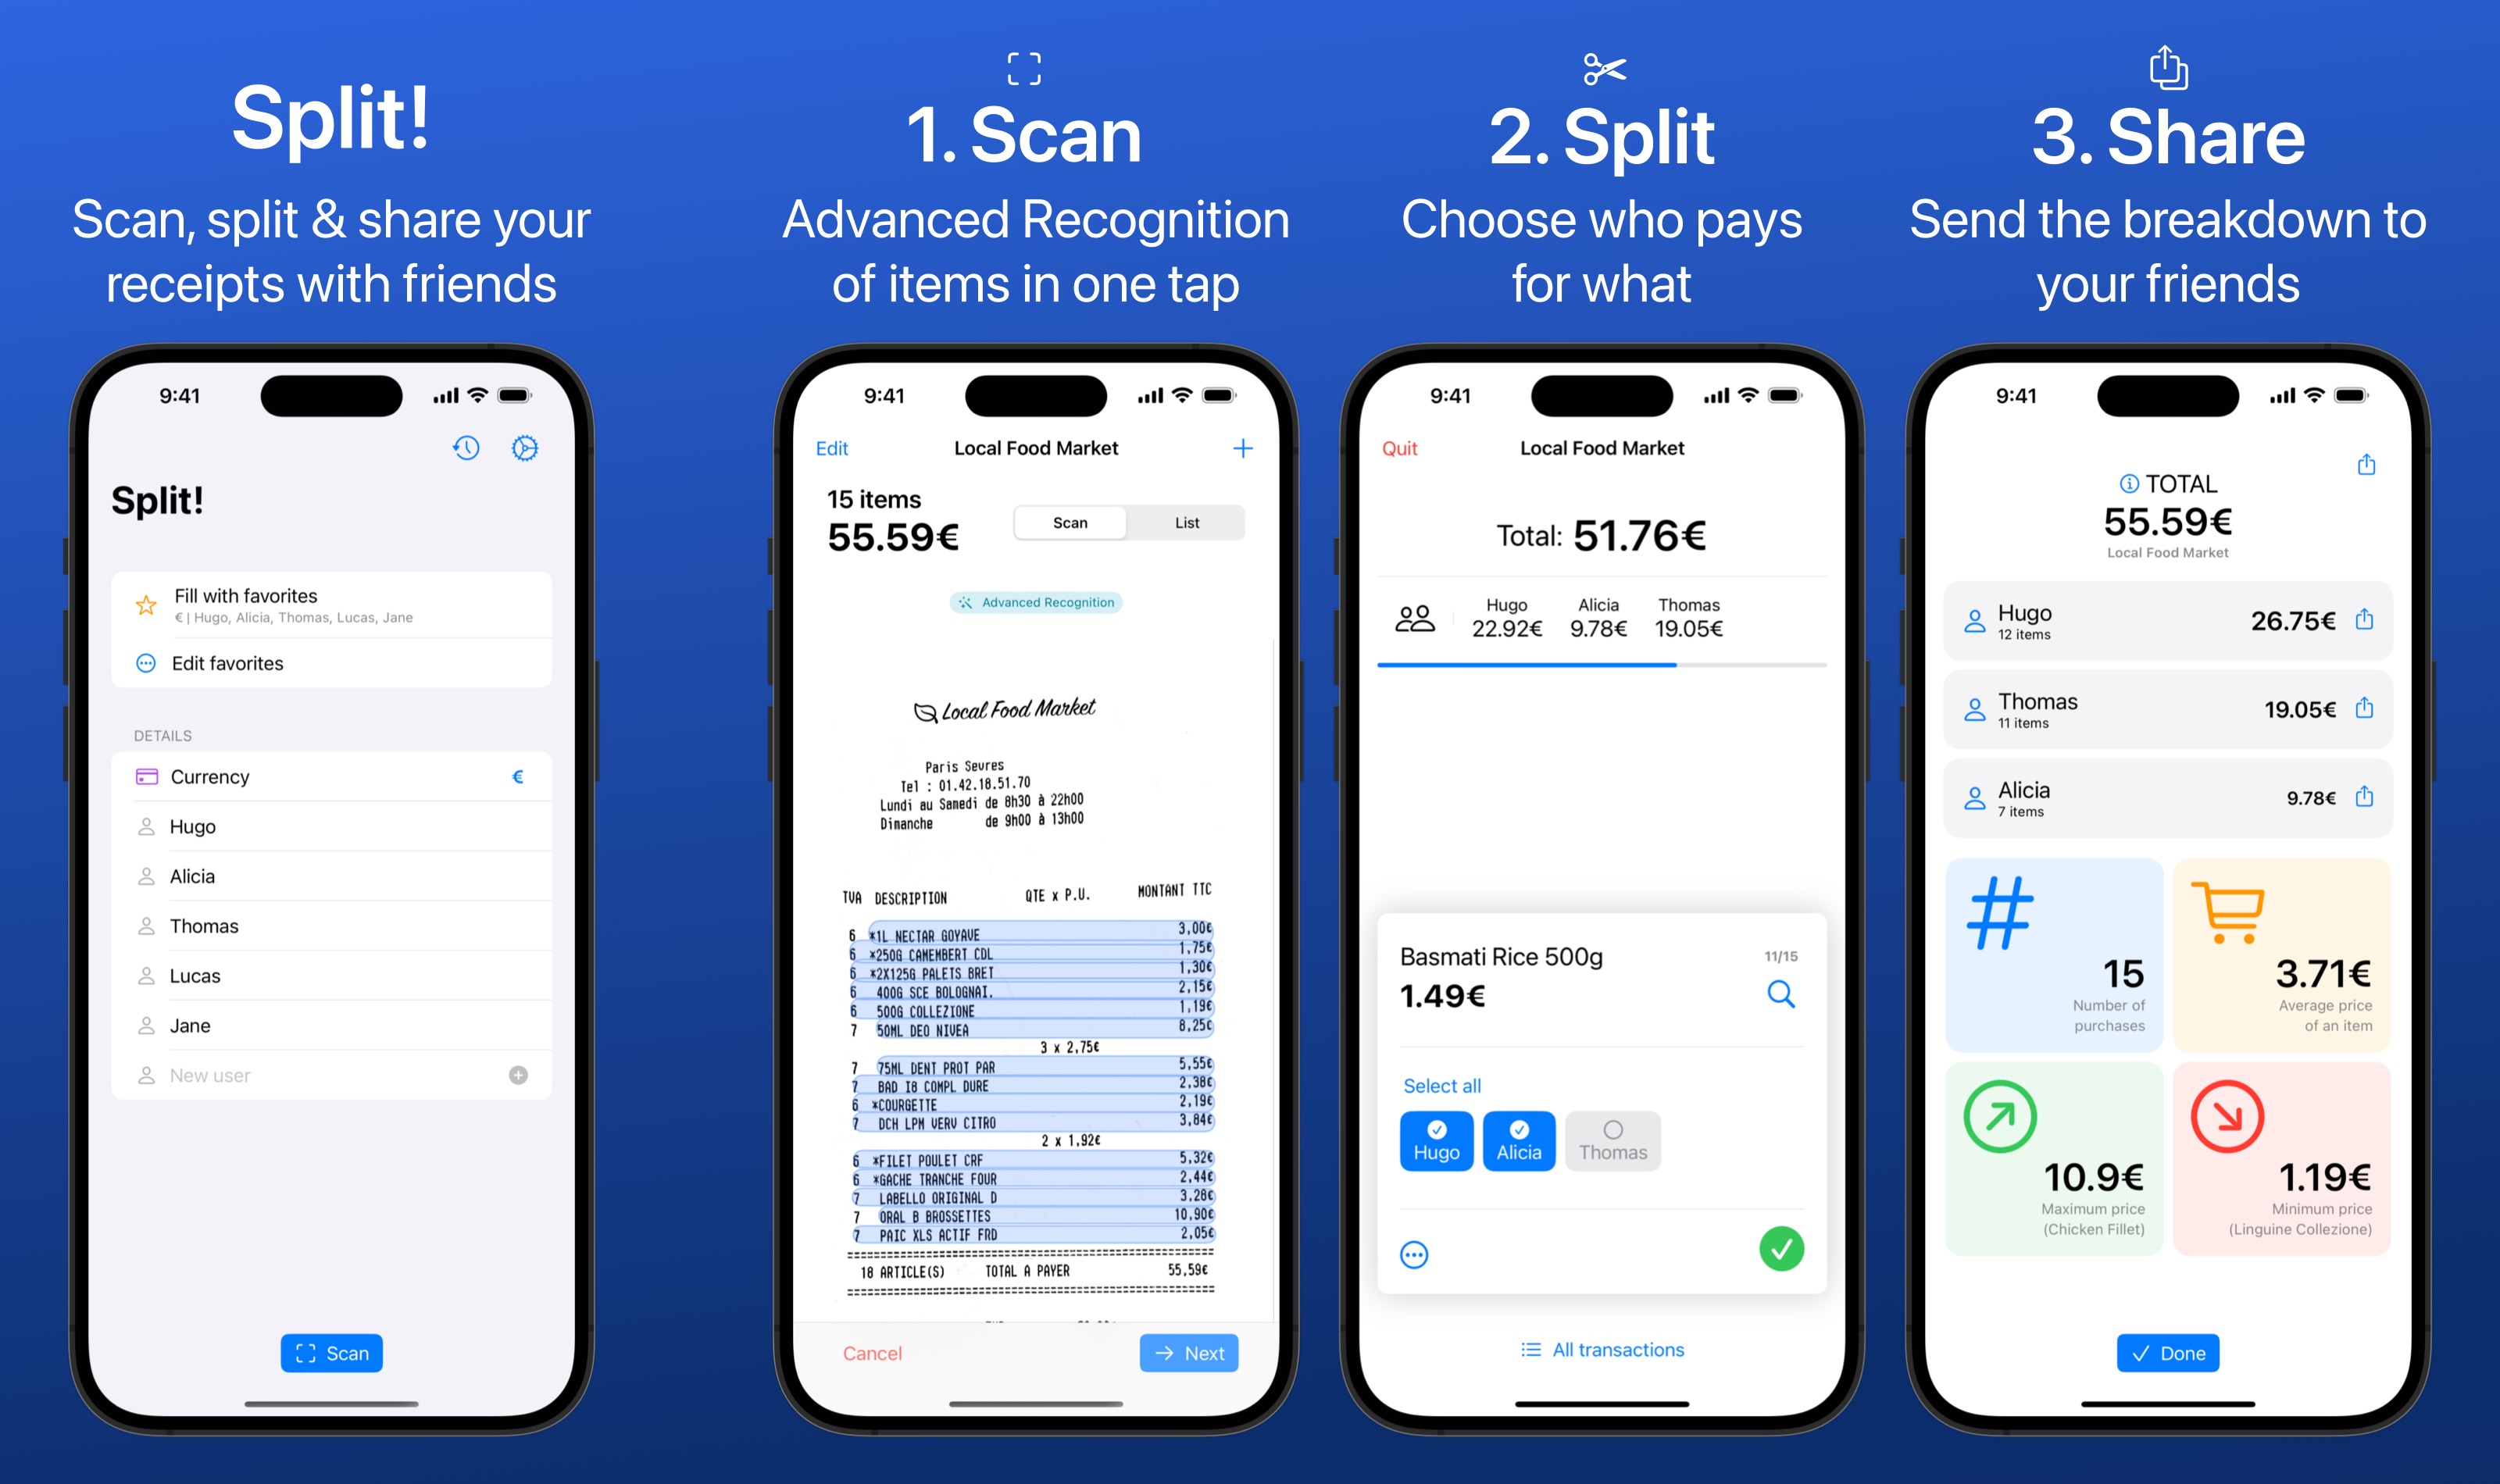 Split!
Scan, split & share your
receipts with friends
9:41
Split!
Fill with favorites
€ | Hugo, Alicia, Thomas, Lucas, Jane
Edit favorites
DETAILS
Currency €
Hugo
Alicia
Thomas
Lucas
Jane
New user
Scan
1. Scan
Advanced Recognition
of items in one tap
9:41
Edit Local Food Market
15 items
55.59€
Scan List
Advanced Recognition
Local Food Market
Paris Sevres
Tel : 01.42.18.51.70
Lundi au Samedi de 8h30 à 22h00
Dimanche de 9h00 à 13h00
TVA DESCRIPTION QTE x P.U. MONTANT TTC
6 *1L NECTAR GOYAVE 3,00€
6 *250G CAMEMBERT CDL 1,75€
6 *2X125G PALETS BRET 1,30€
6 400G SCE BOLOGNAI. 2,15€
6 500G COLLEZIONE 1,19€
7 50ML DEO NIVEA 8,25€
3 x 2,75€
7 75ML DENT PROT PAR 5,55€
7 BAD I8 COMPL DURE 2,38€
6 *COURGETTE 2,19€
7 DCH LPM VERV CITRO 3,84€
2 x 1,92€
6 *FILET POULET CRF 5,32€
6 *GACHE TRANCHE FOUR 2,44€
7 LABELLO ORIGINAL D 3,28€
7 ORAL B BROSSETTES 10,90€
7 PAIC XLS ACTIF FRD 2,05€
18 ARTICLE(S) TOTAL A PAYER 55,59€
Cancel Next
2. Split
Choose who pays
for what
9:41
Quit Local Food Market
Total: 51.76€
Hugo Alicia Thomas
22.92€ 9.78€ 19.05€
Basmati Rice 500g 11/15
1.49€
Select all
Hugo Alicia Thomas
All transactions
3. Share
Send the breakdown to
your friends
9:41
TOTAL
55.59€
Local Food Market
Hugo 26.75€
12 items
Thomas 19.05€
11 items
Alicia 9.78€
7 items
15
Number of
purchases
3.71€
Average price
of an item
10.9€
Maximum price
(Chicken Fillet)
1.19€
Minimum price
(Linguine Collezione)
Done